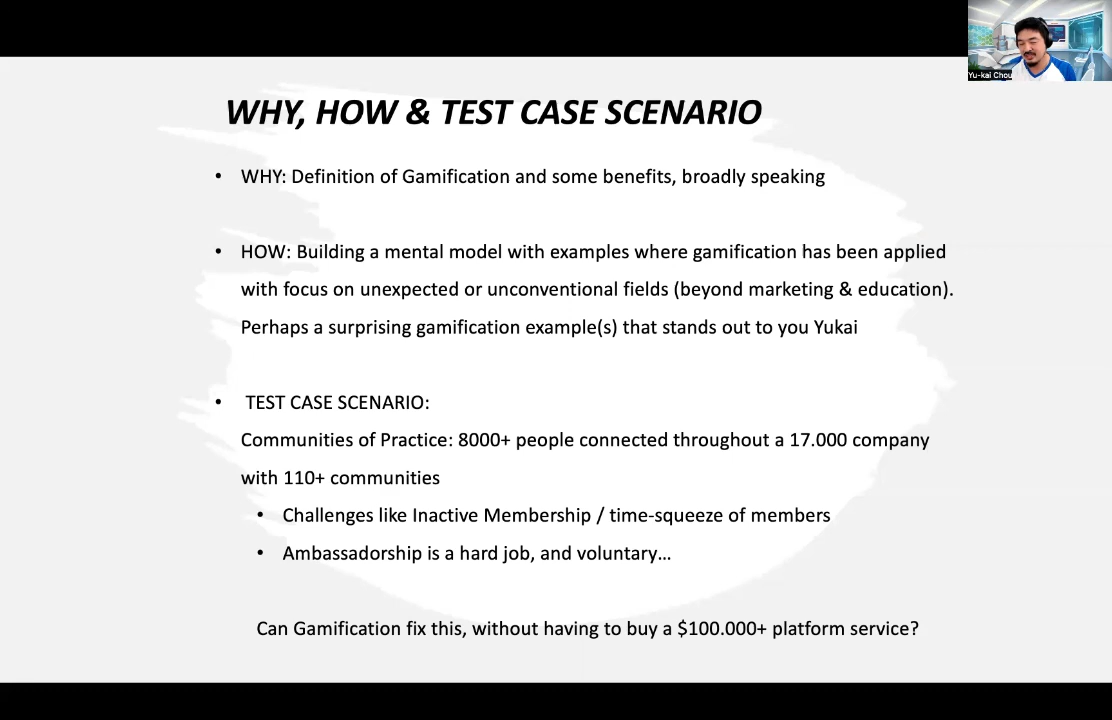 WHY, HOW & TEST CASE SCENARIO
Yu-kai Chou
• WHY: Definition of Gamification and some benefits, broadly speaking
• HOW: Building a mental model with examples where gamification has been applied
with focus on unexpected or unconventional fields (beyond marketing & education).
Perhaps a surprising gamification example(s) that stands out to you Yukai
• TEST CASE SCENARIO:
Communities of Practice: 8000+ people connected throughout a 17.000 company
with 110+ communities
• Challenges like Inactive Membership / time-squeeze of members
• Ambassadorship is a hard job, and voluntary...
Can Gamification fix this, without having to buy a $100.000+ platform service?